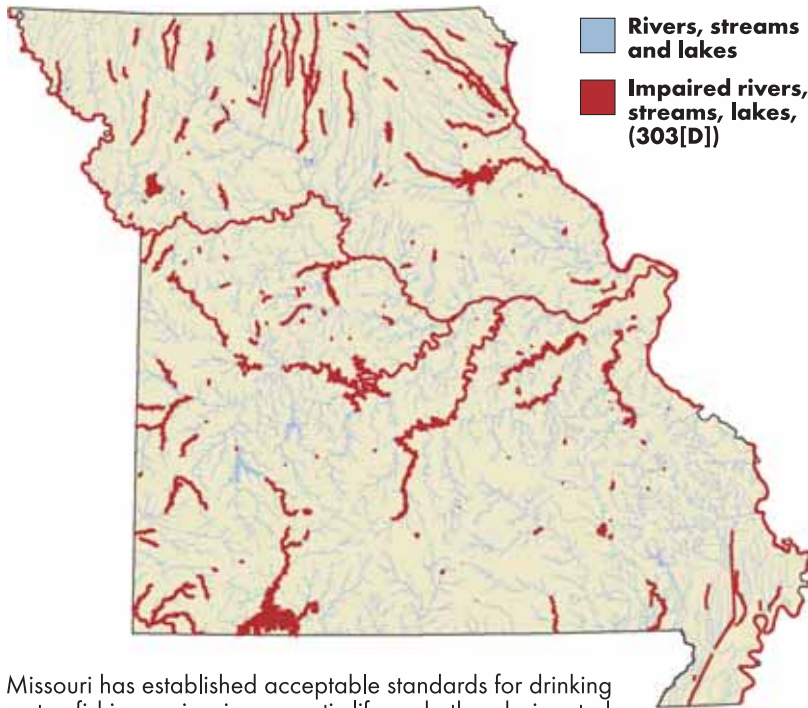 Rivers, streams
and lakes
Impaired rivers,
streams, lakes,
(303[D])
Missouri has established acceptable standards for drinking